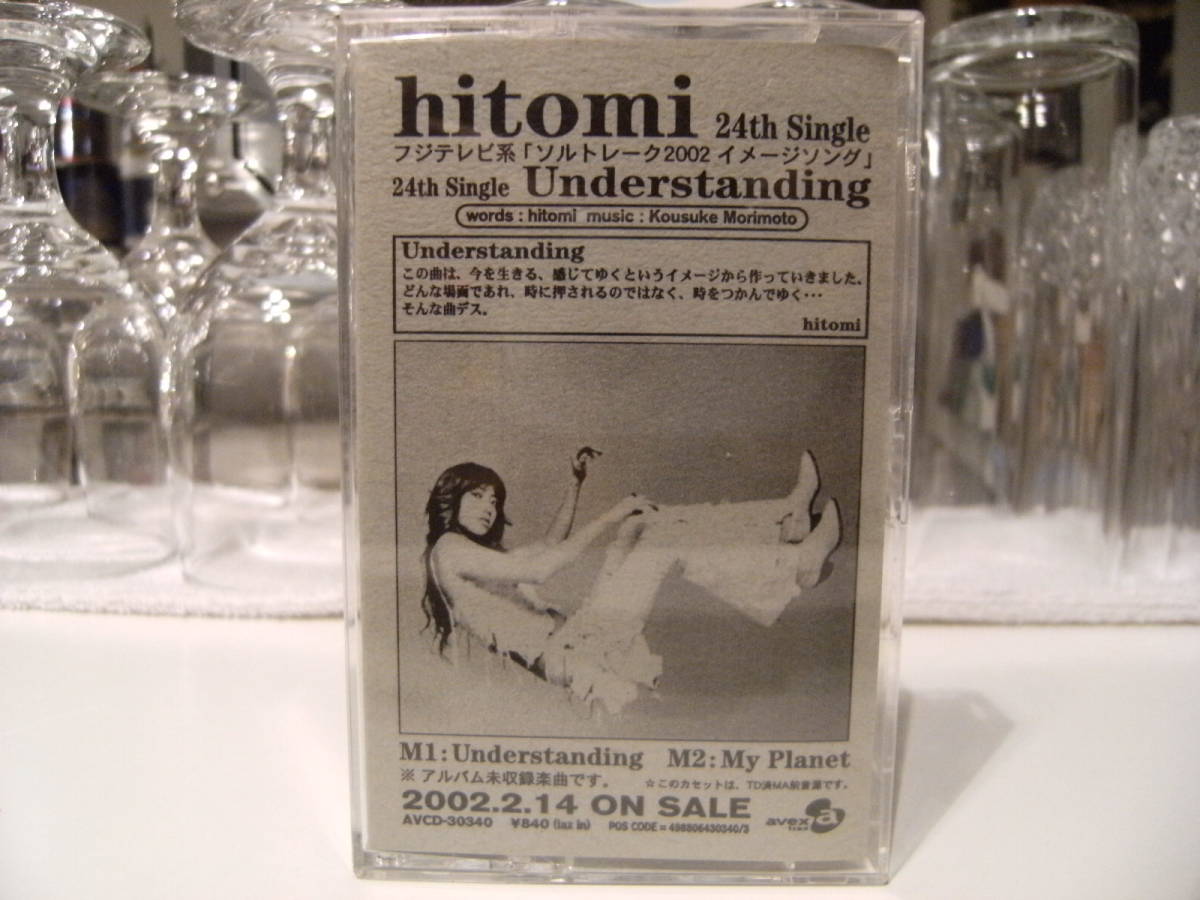 hitomi 24th Single
フジテレビ系「ソルトレーク2002 イメージソング」
24th Single Understanding
words : hitomi music : Kousuke Morimoto
Understanding
この曲は、今を生きる、感じてゆくというイメージから作っていきました。
どんな場面であれ、時に押されるのではなく、時をつかんでゆく…
そんな曲デス。
hitomi
M1 : Understanding M2 : My Planet
※ アルバム未収録楽曲です。 ☆このカセットは、TD済MA前音源です。
2002.2.14 ON SALE
AVCD-30340 ¥840 (tax in) POS CODE = 498806430340/3
avex trax